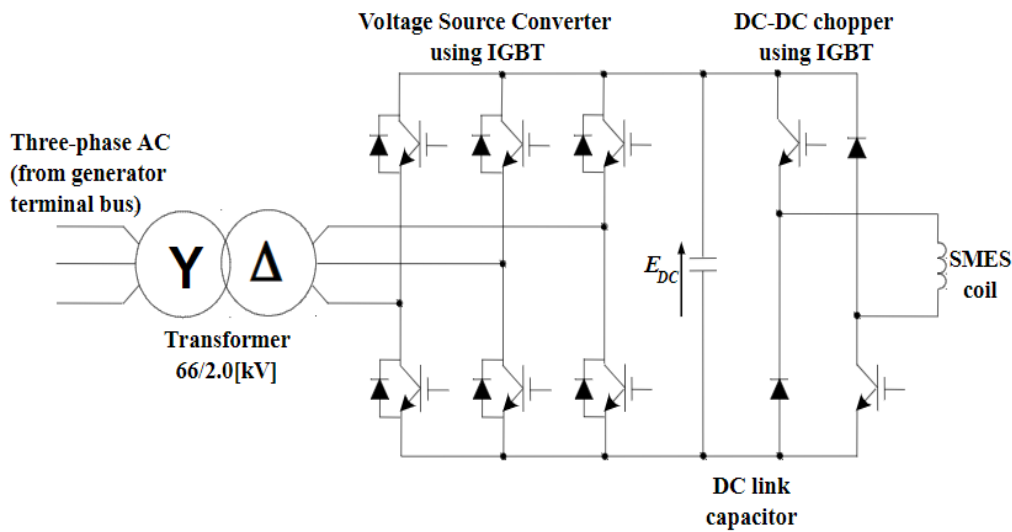 Voltage Source Converter
using IGBT
DC-DC chopper
using IGBT
Three-phase AC
(from generator
terminal bus)
Y
Δ
Transformer
66/2.0[kV]
E_DC
SMES
coil
DC link
capacitor